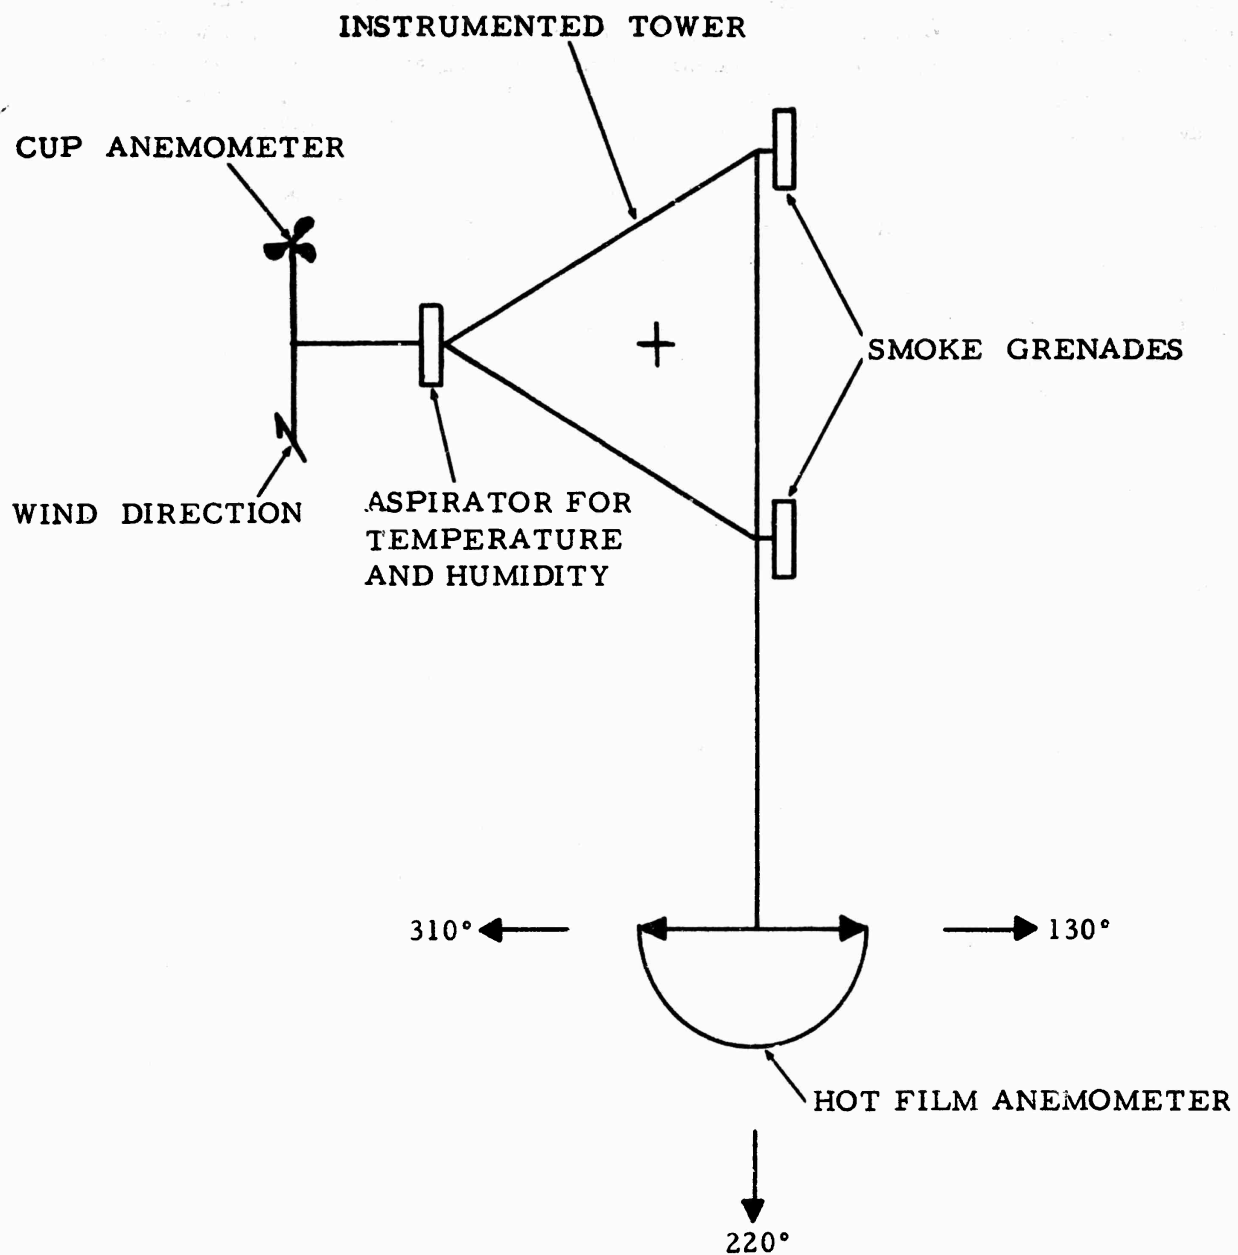 INSTRUMENTED TOWER
CUP ANEMOMETER
SMOKE GRENADES
WIND DIRECTION
ASPIRATOR FOR
TEMPERATURE
AND HUMIDITY
310°
130°
HOT FILM ANEMOMETER
220°